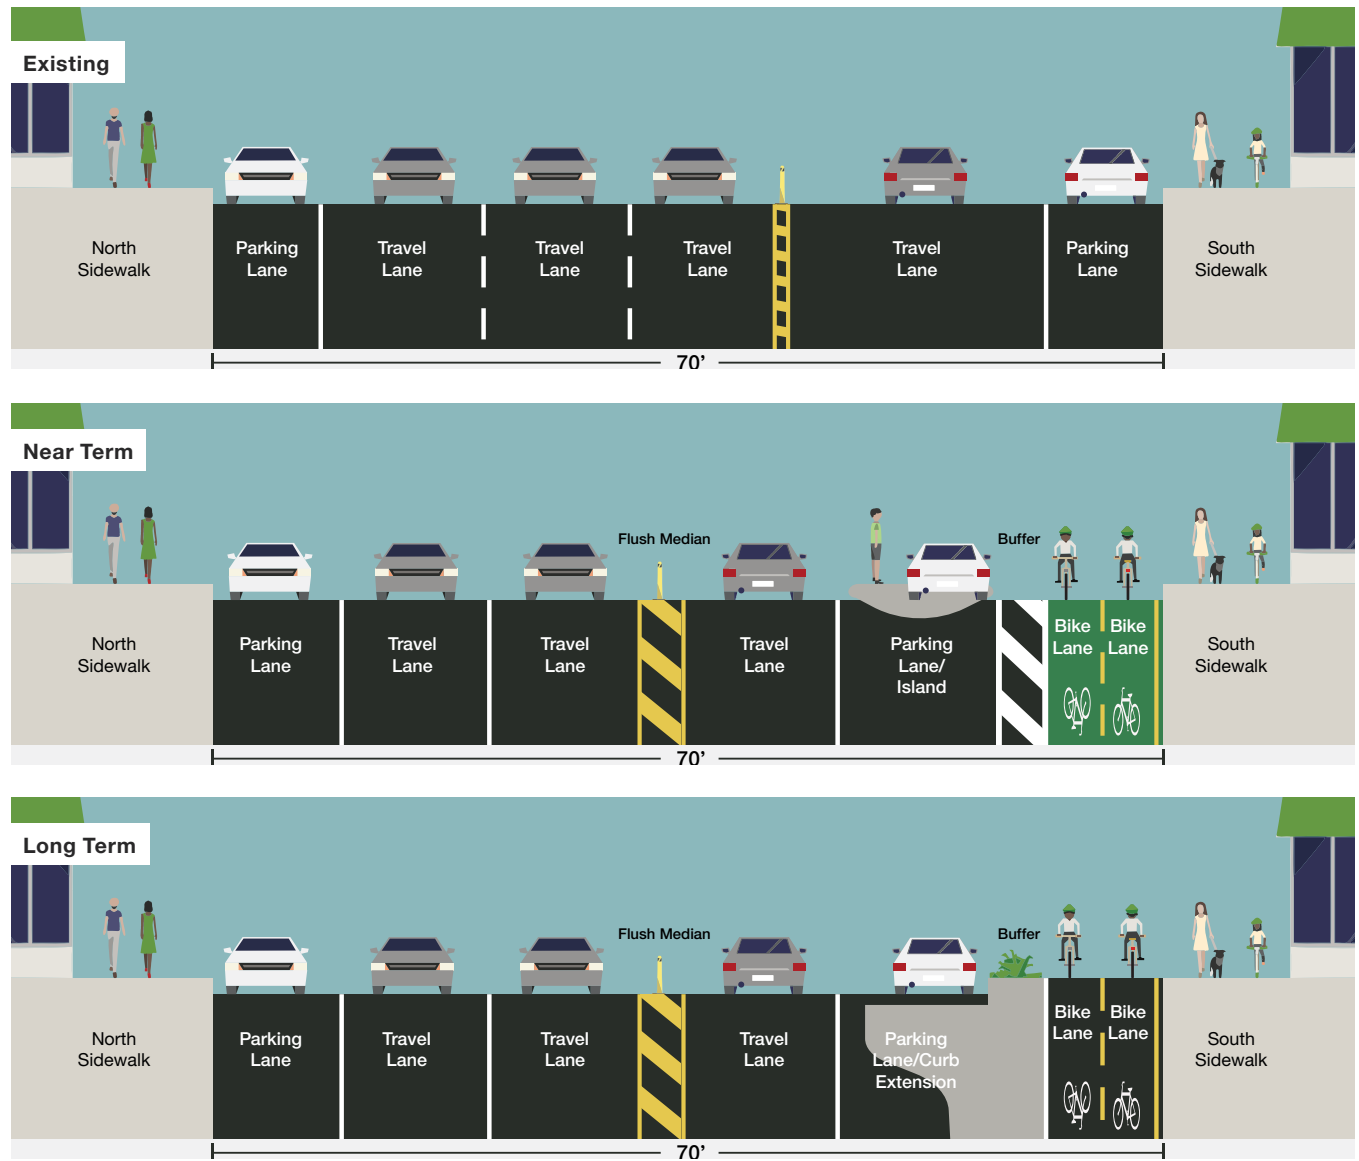 Existing
North
Sidewalk
Parking
Lane
Travel
Lane
Travel
Lane
Travel
Lane
Travel
Lane
Parking
Lane
South
Sidewalk
70’
Near Term
Flush Median
Buffer
North
Sidewalk
Parking
Lane
Travel
Lane
Travel
Lane
Travel
Lane
Parking
Lane/
Island
Bike
Lane
Bike
Lane
South
Sidewalk
70’
Long Term
Flush Median
Buffer
North
Sidewalk
Parking
Lane
Travel
Lane
Travel
Lane
Travel
Lane
Parking
Lane/Curb
Extension
Bike
Lane
Bike
Lane
South
Sidewalk
70’